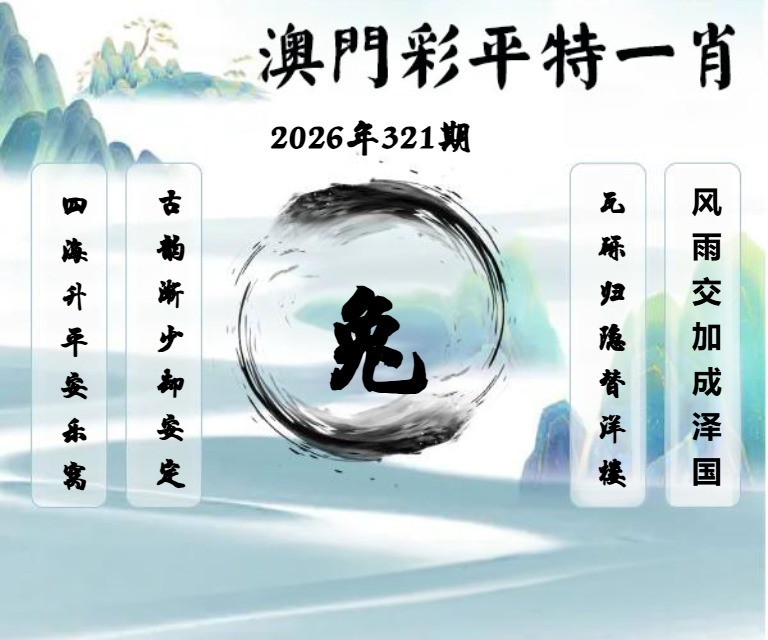 澳門彩平特一肖
2026年321期
风雨交加成泽国
瓦砾归隐替洋楼
兔
古韵渐少却安定
四海升平安乐窝